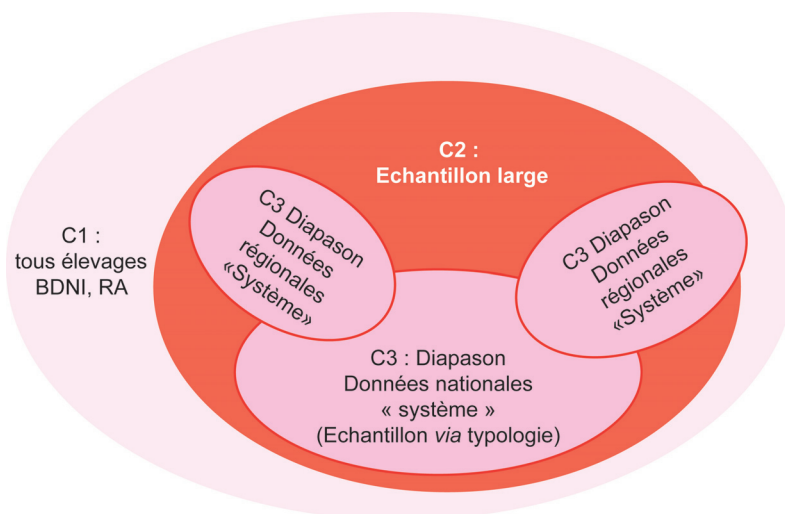 C2 :
Echantillon large
C1 :
tous élevages
BDNI, RA
C3 Diapason
Données
régionales
«Système»
C3 Diapason
Données
régionales
«Système»
C3 : Diapason
Données nationales
« système »
(Echantillon via typologie)